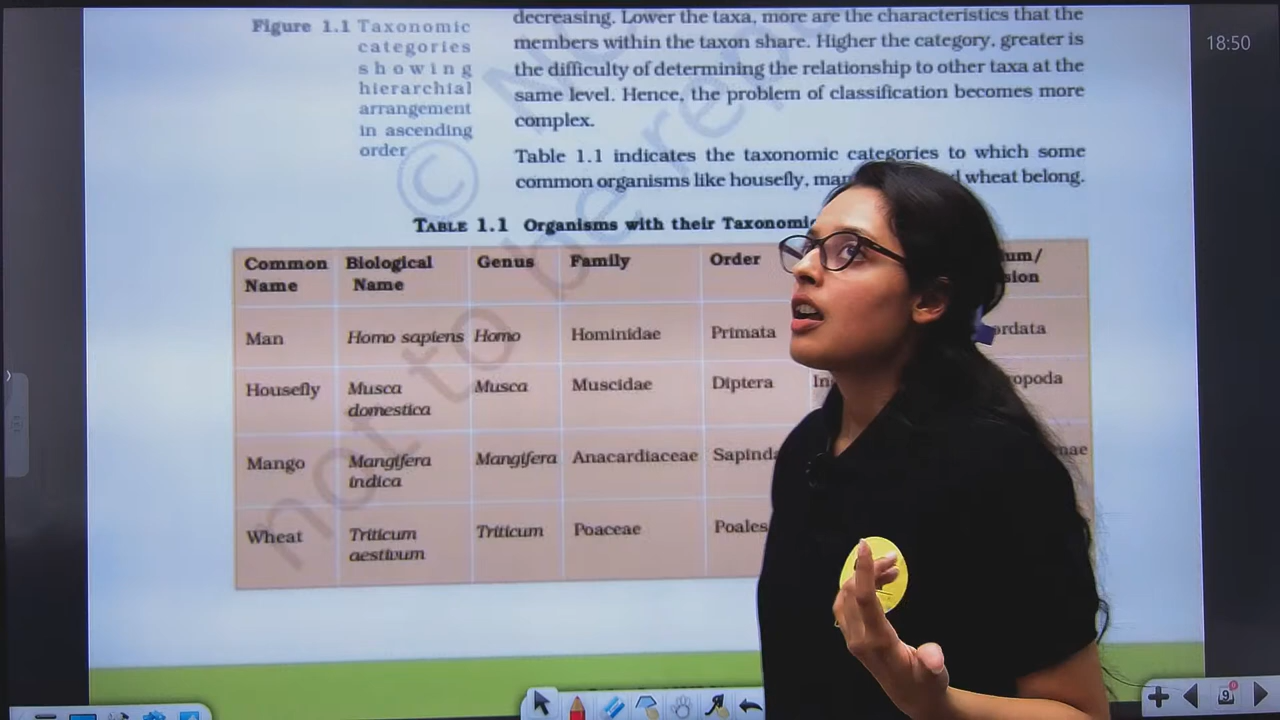 18:50
Figure 1.1 Taxonomic
categories
showing
hierarchial
arrangement
in ascending
order
decreasing. Lower the taxa, more are the characteristics that the
members within the taxon share. Higher the category, greater is
the difficulty of determining the relationship to other taxa at the
same level. Hence, the problem of classification becomes more
complex.
Table 1.1 indicates the taxonomic categories to which some
common organisms like housefly, wheat belong.
TABLE 1.1 Organisms with their Taxonomic
Common Name Biological Name Genus Family Order
Man Homo sapiens Homo Hominidae Primata
Housefly Musca domestica Musca Muscidae Diptera
Mango Mangifera indica Mangifera Anacardiaceae
Wheat Triticum aestivum Triticum Poaceae Poales
© not to be
9